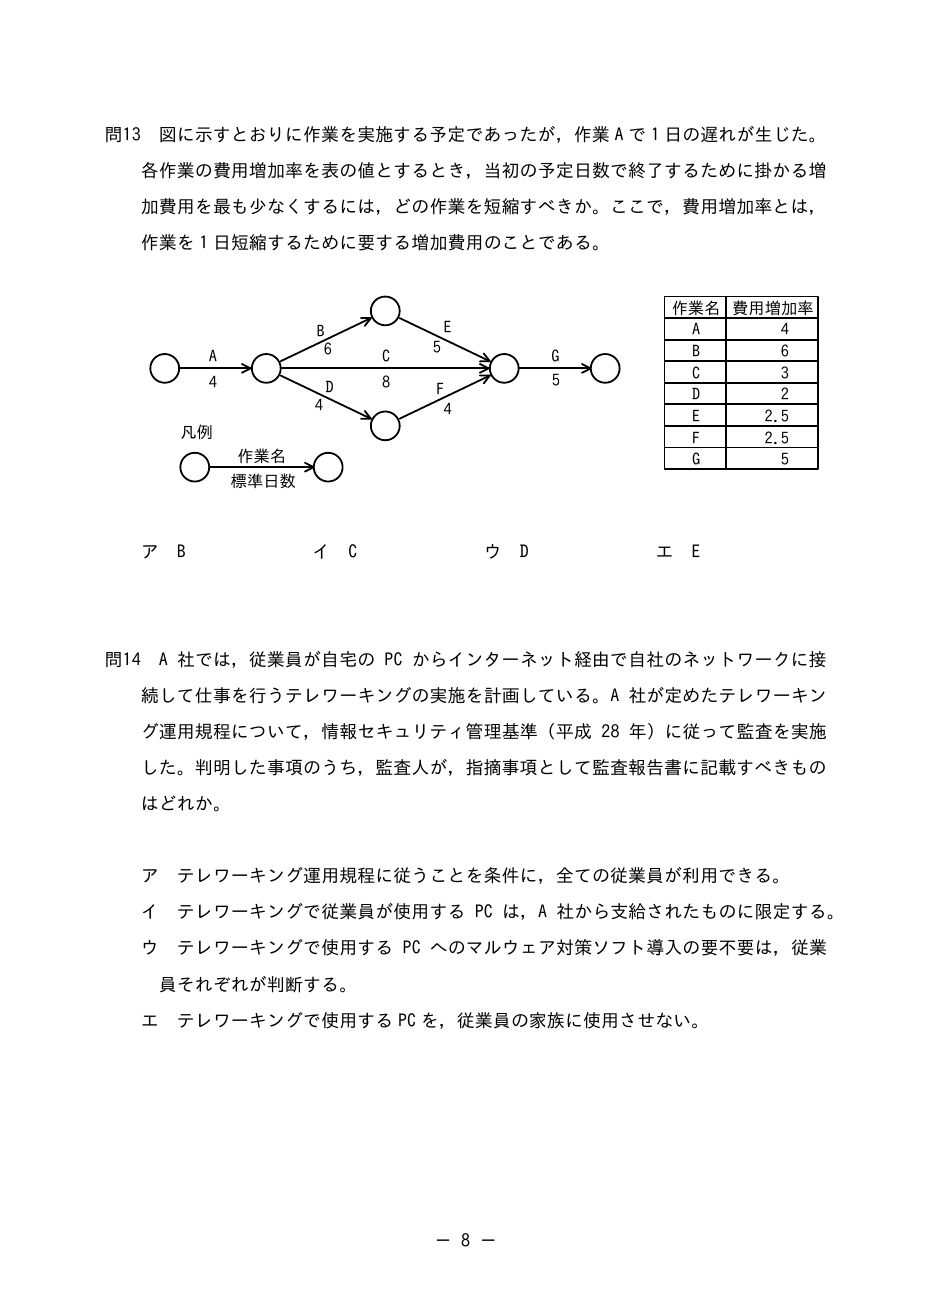 問13 図に示すとおりに作業を実施する予定であったが，作業 A で 1 日の遅れが生じた。
各作業の費用増加率を表の値とするとき，当初の予定日数で終了するために掛かる増
加費用を最も少なくするには，どの作業を短縮すべきか。ここで，費用増加率とは，
作業を 1 日短縮するために要する増加費用のことである。
A
4
B
6
C
8
D
4
E
5
F
4
G
5
凡例
作業名
標準日数
作業名 費用増加率
A 4
B 6
C 3
D 2
E 2.5
F 2.5
G 5
ア B イ C ウ D エ E
問14 A 社では，従業員が自宅の PC からインターネット経由で自社のネットワークに接
続して仕事を行うテレワーキングの実施を計画している。A 社が定めたテレワーキン
グ運用規程について，情報セキュリティ管理基準（平成 28 年）に従って監査を実施
した。判明した事項のうち，監査人が，指摘事項として監査報告書に記載すべきもの
はどれか。
ア テレワーキング運用規程に従うことを条件に，全ての従業員が利用できる。
イ テレワーキングで従業員が使用する PC は，A 社から支給されたものに限定する。
ウ テレワーキングで使用する PC へのマルウェア対策ソフト導入の要不要は，従業
員それぞれが判断する。
エ テレワーキングで使用する PC を，従業員の家族に使用させない。
－ 8 －